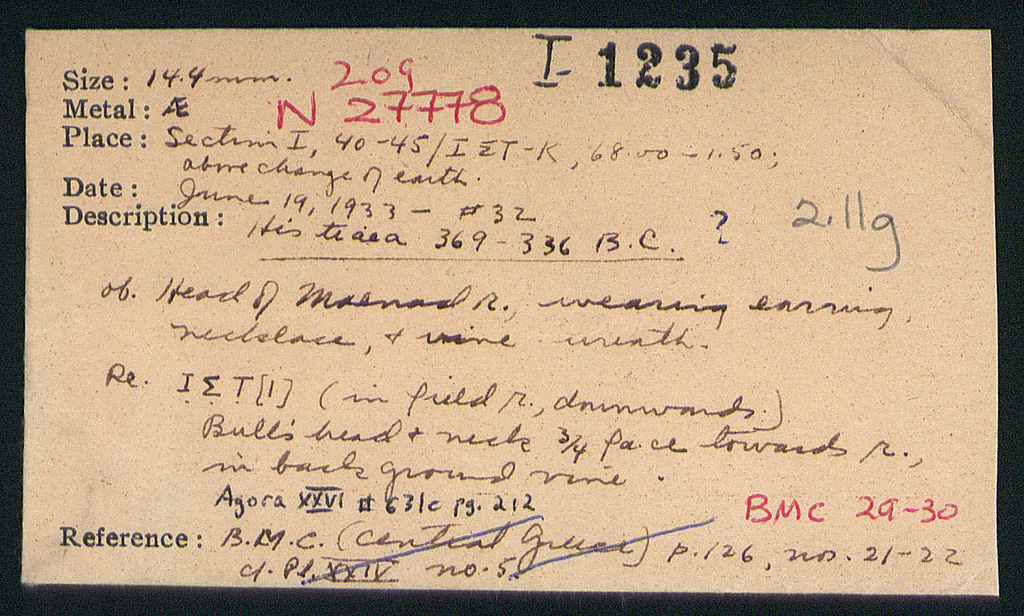 I-1235
Size: 14.4 mm. 209
Metal: Æ N 27778
Place: Section I, 40-45/ΙΣΤ-Κ, 68.00-1.50;
above change of earth.
Date: June 19, 1933 - #32
Description: Histiaea 369-336 B.C. ? 2.11g
ob. Head of Maenad r., wearing earring,
necklace, & vine wreath.
Re. ΙΣΤ[Ι] (in field r., downwards.)
Bull's head & neck 3/4 face towards r.,
in background vine.
Agora XXVI # 631c pg. 212
BMC 29-30
Reference: B.M.C. (Central Greece) p. 126, nos. 21-22
cf. Pl. XXIV no. 5.